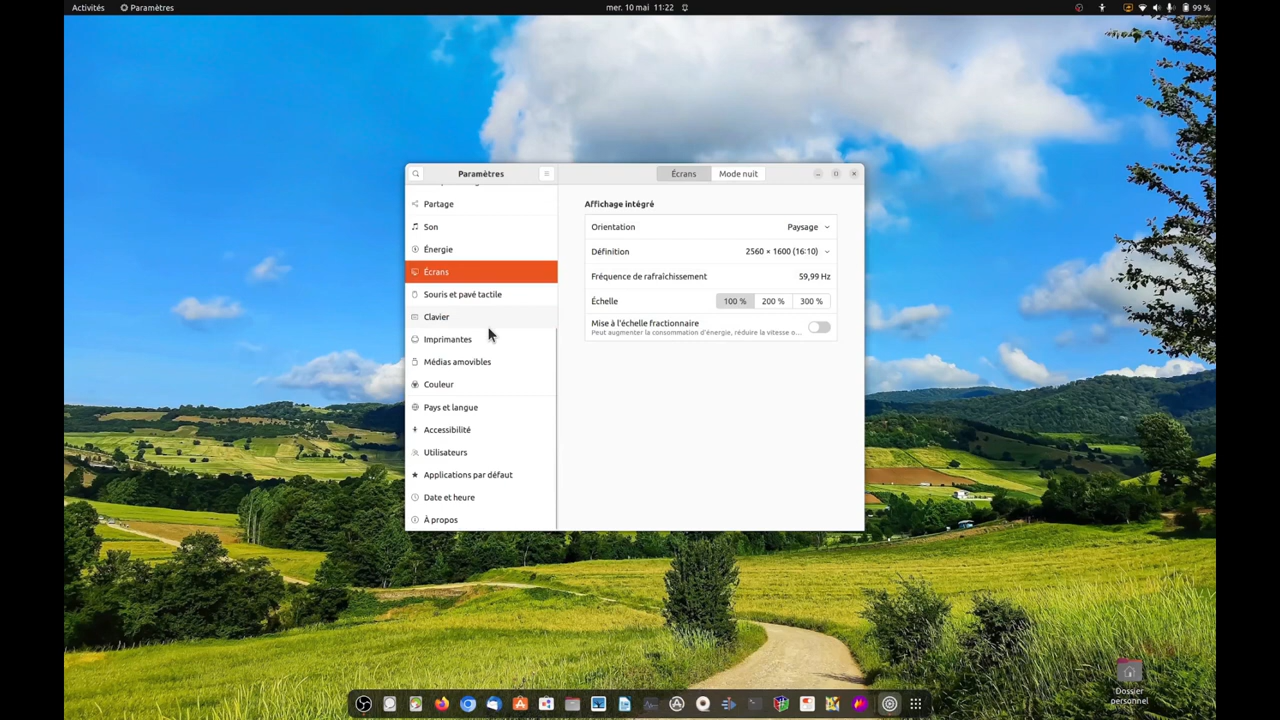 Activités Paramètres mer. 10 mai 11:22 99 %
Paramètres
Écrans Mode nuit
Partage
Son
Énergie
Écrans
Souris et pavé tactile
Clavier
Imprimantes
Médias amovibles
Couleur
Pays et langue
Accessibilité
Utilisateurs
Applications par défaut
Date et heure
À propos
Affichage intégré
Orientation Paysage
Définition 2560 × 1600 (16:10)
Fréquence de rafraîchissement 59,99 Hz
Échelle 100 % 200 % 300 %
Mise à l'échelle fractionnaire
Peut augmenter la consommation d'énergie, réduire la vitesse o…
Dossier
personnel